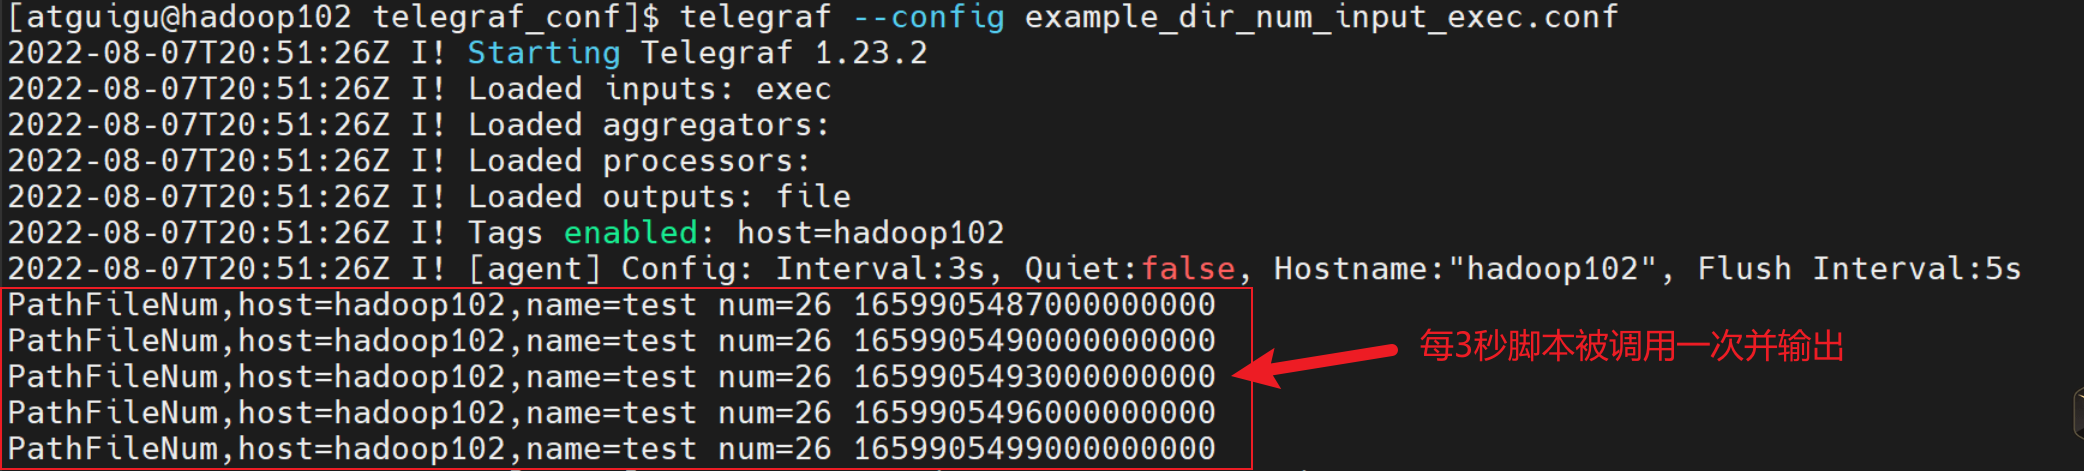 [atguigu@hadoop102 telegraf_conf]$ telegraf --config example_dir_num_input_exec.conf
2022-08-07T20:51:26Z I! Starting Telegraf 1.23.2
2022-08-07T20:51:26Z I! Loaded inputs: exec
2022-08-07T20:51:26Z I! Loaded aggregators:
2022-08-07T20:51:26Z I! Loaded processors:
2022-08-07T20:51:26Z I! Loaded outputs: file
2022-08-07T20:51:26Z I! Tags enabled: host=hadoop102
2022-08-07T20:51:26Z I! [agent] Config: Interval:3s, Quiet:false, Hostname:"hadoop102", Flush Interval:5s
PathFileNum,host=hadoop102,name=test num=26 1659905487000000000
PathFileNum,host=hadoop102,name=test num=26 1659905490000000000
每3秒脚本被调用一次并输出
PathFileNum,host=hadoop102,name=test num=26 1659905493000000000
PathFileNum,host=hadoop102,name=test num=26 1659905496000000000
PathFileNum,host=hadoop102,name=test num=26 1659905499000000000